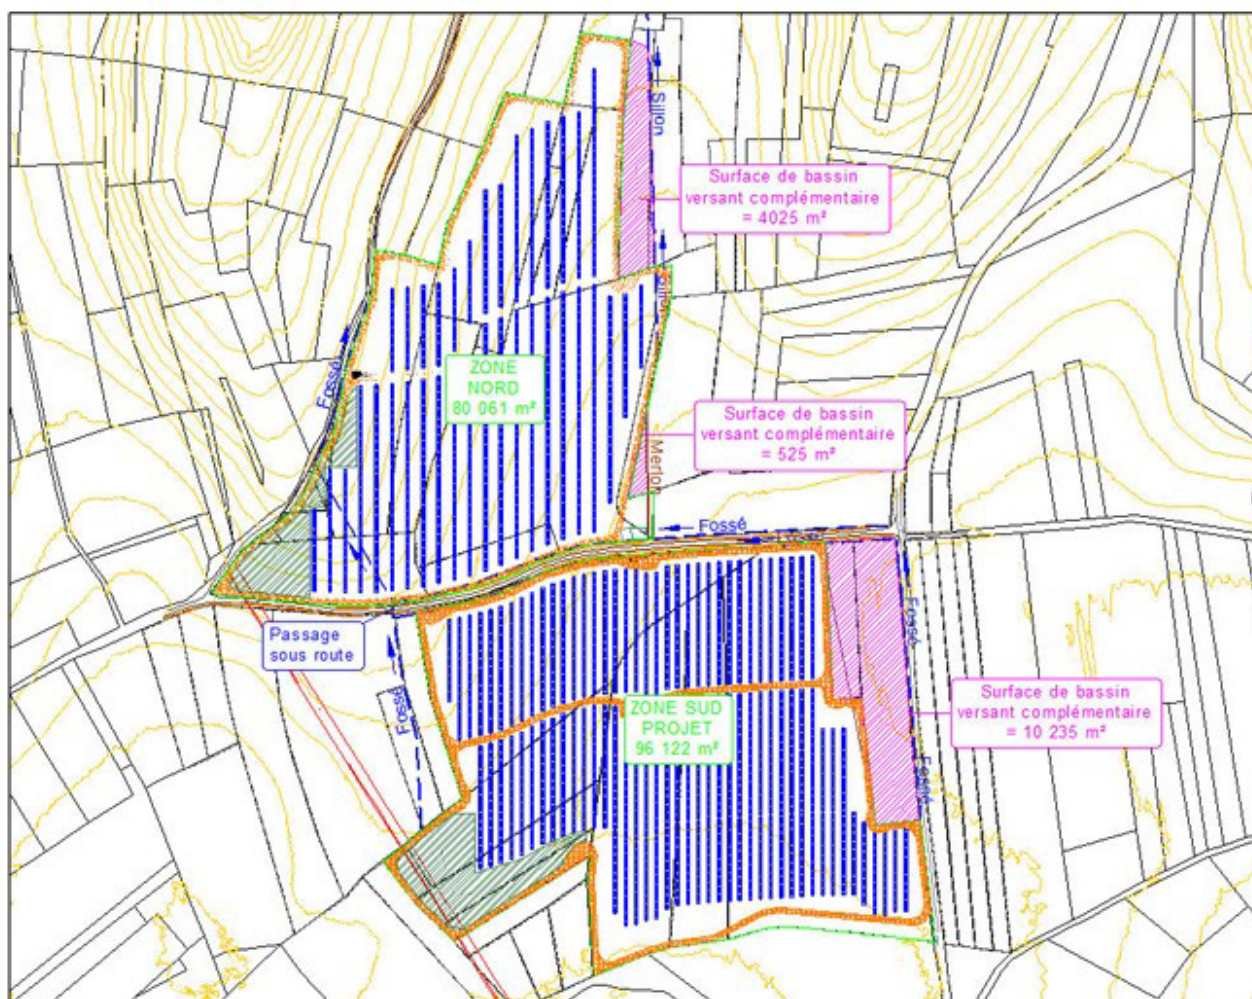 Sillon
Surface de bassin
versant complémentaire
= 4025 m²
Sillon
Fossé
ZONE
NORD
80 061 m²
Surface de bassin
versant complémentaire
= 525 m²
Merlon
Fossé
Passage
sous route
Fossé
Fossé
ZONE SUD
PROJET
96 122 m²
Surface de bassin
versant complémentaire
= 10 235 m²
Fossé